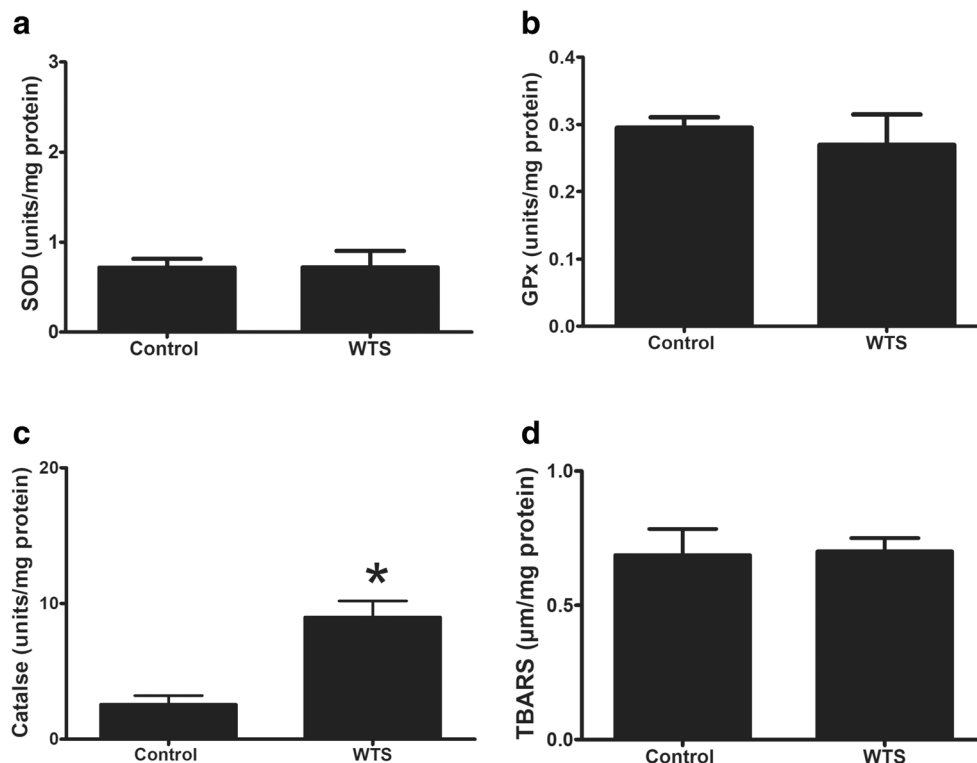 a
SOD (units/mg protein)
3
2
1
0
Control WTS
b
GPx (units/mg protein)
0.4
0.3
0.2
0.1
0.0
Control WTS
c
Catalse (units/mg protein)
20
10
0
*
Control WTS
d
TBARS (µm/mg protein)
1.0
0.5
0.0
Control WTS